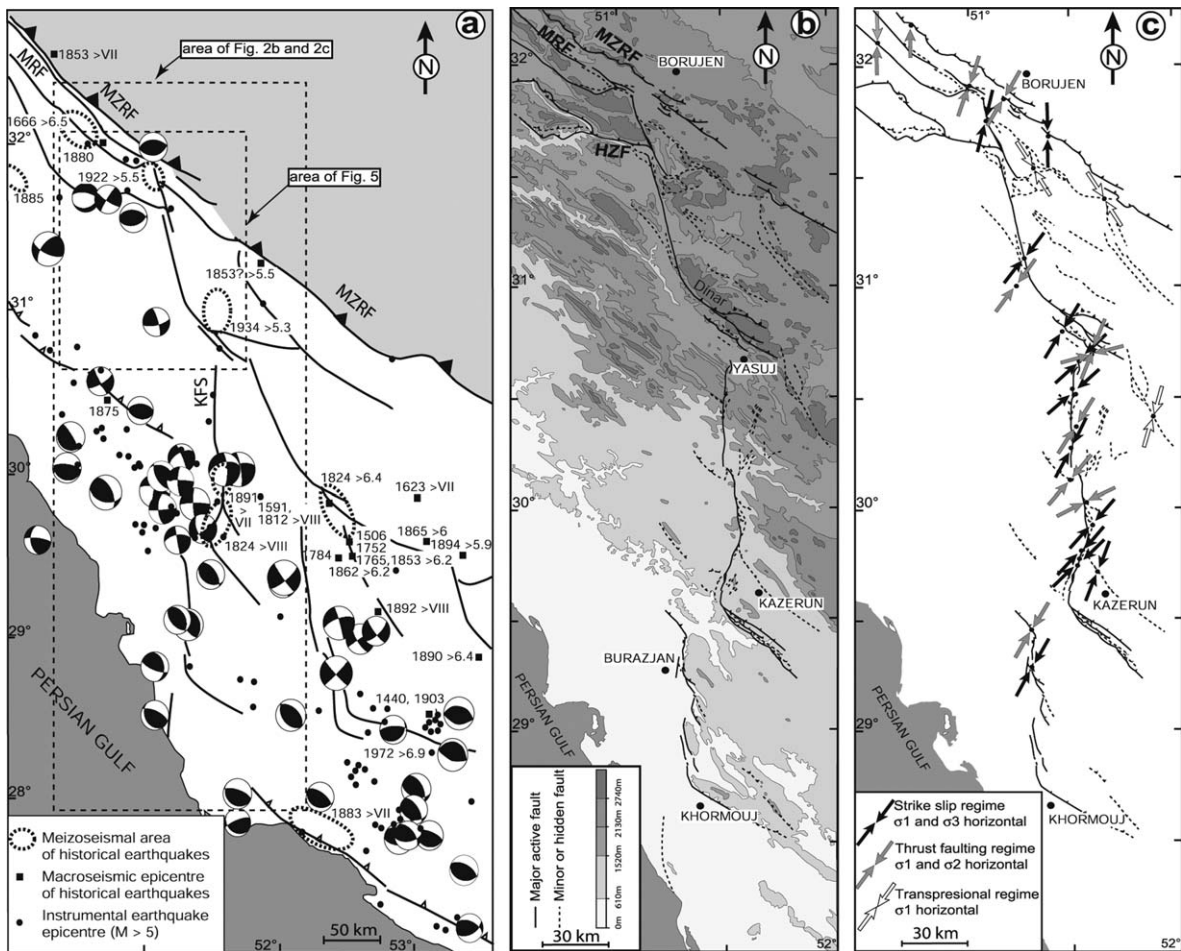 a
area of Fig. 2b and 2c
1853 >VII
MRF
MZRF
N
1666 >6.5
32°
1880
area of Fig. 5
1922 >5.5
1885
1853? >5.5
31°
MZRF
1934 >5.3
KFS
1875
30°
1824 >6.4
1623 >VII
1891
>
VII
1591,
1812 >VIII
1506
1752
1865 >6
1894 >5.9
1784
1765, 1853 >6.2
1824 >VIII
1862 >6.2
1892 >VIII
29°
1890 >6.4
PERSIAN GULF
1440, 1903
1972 >6.9
28°
1883 >VII
Meizoseismal area
of historical earthquakes
Macroseismic epicentre
of historical earthquakes
Instrumental earthquake
epicentre (M > 5)
50 km
52°
53°
b
51°
N
32°
MRF
MZRF
BORUJEN
HZF
31°
Dinar
YASUJ
30°
KAZERUN
BURAZJAN
PERSIAN GULF
29°
KHORMOUJ
Major active fault
Minor or hidden fault
2740m
2130m
1520m
610m
0m
30 km
52°
c
51°
N
32°
BORUJEN
31°
30°
KAZERUN
29°
PERSIAN GULF
KHORMOUJ
Strike slip regime
σ1 and σ3 horizontal
Thrust faulting regime
σ1 and σ2 horizontal
Transpresional regime
σ1 horizontal
30 km
52°